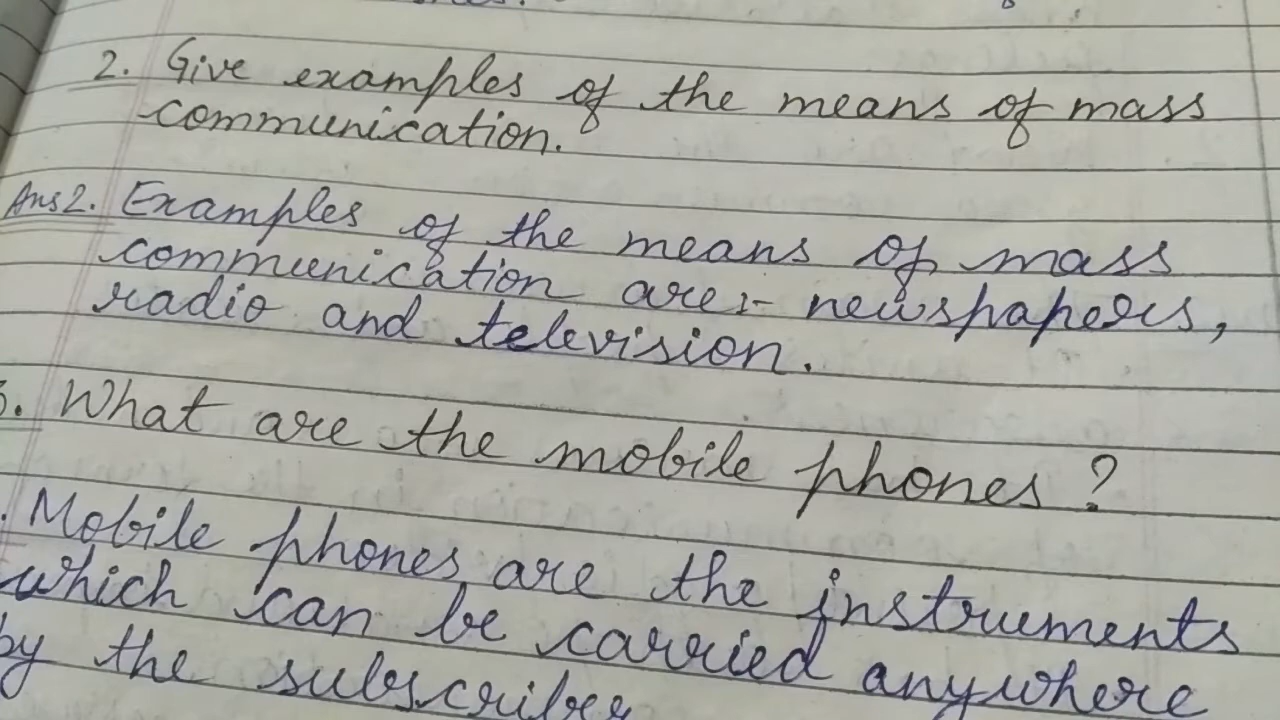 2. Give examples of the means of mass
communication.
Ans2. Examples of the means of mass
communication are:- newspapers,
radio and television.
3. What are the mobile phones?
Mobile phones are the instruments
which can be carried anywhere
by the subscriber